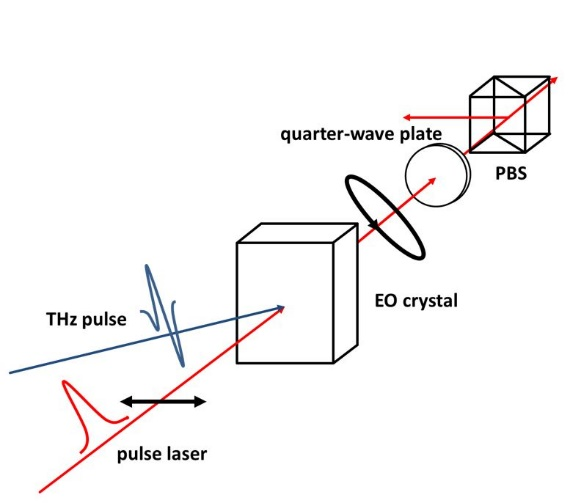 quarter-wave plate
PBS
EO crystal
THz pulse
pulse laser